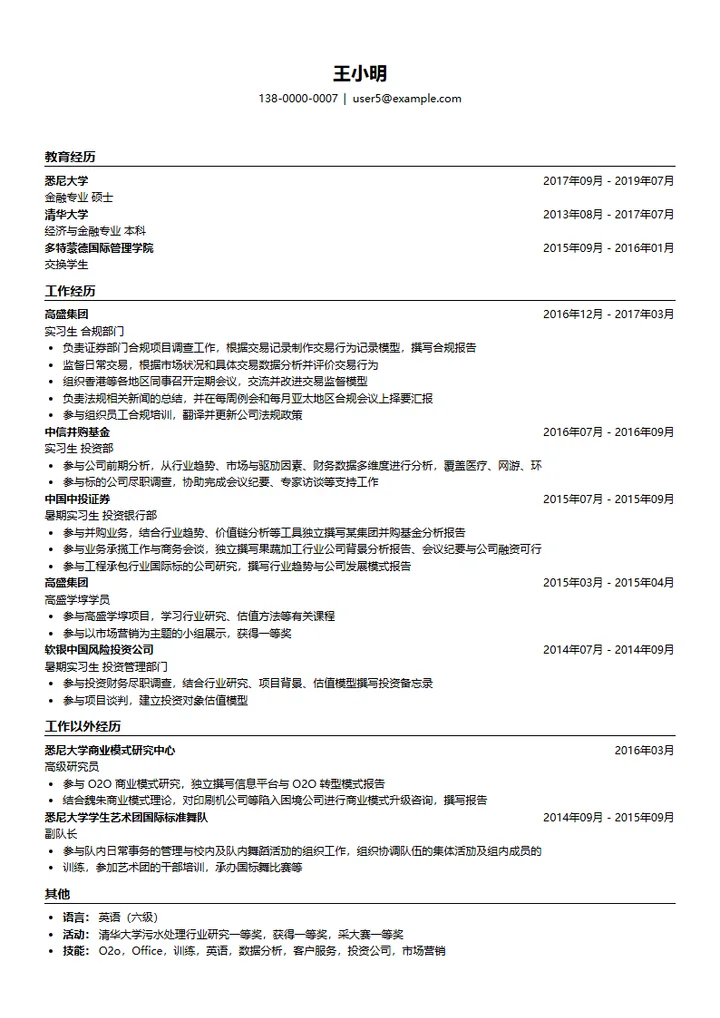 王小明
138-0000-0007 | user5@example.com
教育经历
悉尼大学 2017年09月 - 2019年07月
金融专业 硕士
清华大学 2013年08月 - 2017年07月
经济与金融专业 本科
多特蒙德国际管理学院 2015年09月 - 2016年01月
交换学生
工作经历
高盛集团 2016年12月 - 2017年03月
实习生 合规部门
• 负责证券部门合规项目调查工作，根据交易记录制作交易行为记录模型，撰写合规报告
• 监督日常交易，根据市场状况和具体交易数据分析并评价交易行为
• 组织香港等各地区同事召开定期会议，交流并改进交易监督模型
• 负责法规相关新闻的总结，并在每周例会和每月亚太地区合规会议上择要汇报
• 参与组织员工合规培训，翻译并更新公司法规政策
中信并购基金 2016年07月 - 2016年09月
实习生 投资部
• 参与公司前期分析，从行业趋势、市场与驱动因素、财务数据多维度进行分析，覆盖医疗、网游、环
• 参与标的公司尽职调查，协助完成会议纪要、专家访谈等支持工作
中国中投证券 2015年07月 - 2015年09月
暑期实习生 投资银行部
• 参与并购业务，结合行业趋势、价值链分析等工具独立撰写某集团并购基金分析报告
• 参与业务承揽工作与商务会谈，独立撰写果蔬加工行业公司背景分析报告、会议纪要与公司融资可行
• 参与工程承包行业国际标的公司研究，撰写行业趋势与公司发展模式报告
高盛集团 2015年03月 - 2015年04月
高盛学埻学员
• 参与高盛学埻项目，学习行业研究、估值方法等有关课程
• 参与以市场营销为主题的小组展示，获得一等奖
软银中国风险投资公司 2014年07月 - 2014年09月
暑期实习生 投资管理部门
• 参与投资财务尽职调查，结合行业研究、项目背景、估值模型撰写投资备忘录
• 参与项目谈判，建立投资对象估值模型
工作以外经历
悉尼大学商业模式研究中心 2016年03月
高级研究员
• 参与 O2O 商业模式研究，独立撰写信息平台与 O2O 转型模式报告
• 结合魏朱商业模式理论，对印刷机公司等陷入困境公司进行商业模式升级咨询，撰写报告
悉尼大学学生艺术团国际标准舞队 2014年09月 - 2015年09月
副队长
• 参与队内日常事务的管理与校内及队内舞蹈活动的组织工作，组织协调队伍的集体活动及组内成员的
• 训练，参加艺术团的干部培训，承办国标舞比赛等
其他
• 语言： 英语（六级）
• 活动： 清华大学污水处理行业研究一等奖，获得一等奖，采大赛一等奖
• 技能： O2o，Office，训练，英语，数据分析，客户服务，投资公司，市场营销